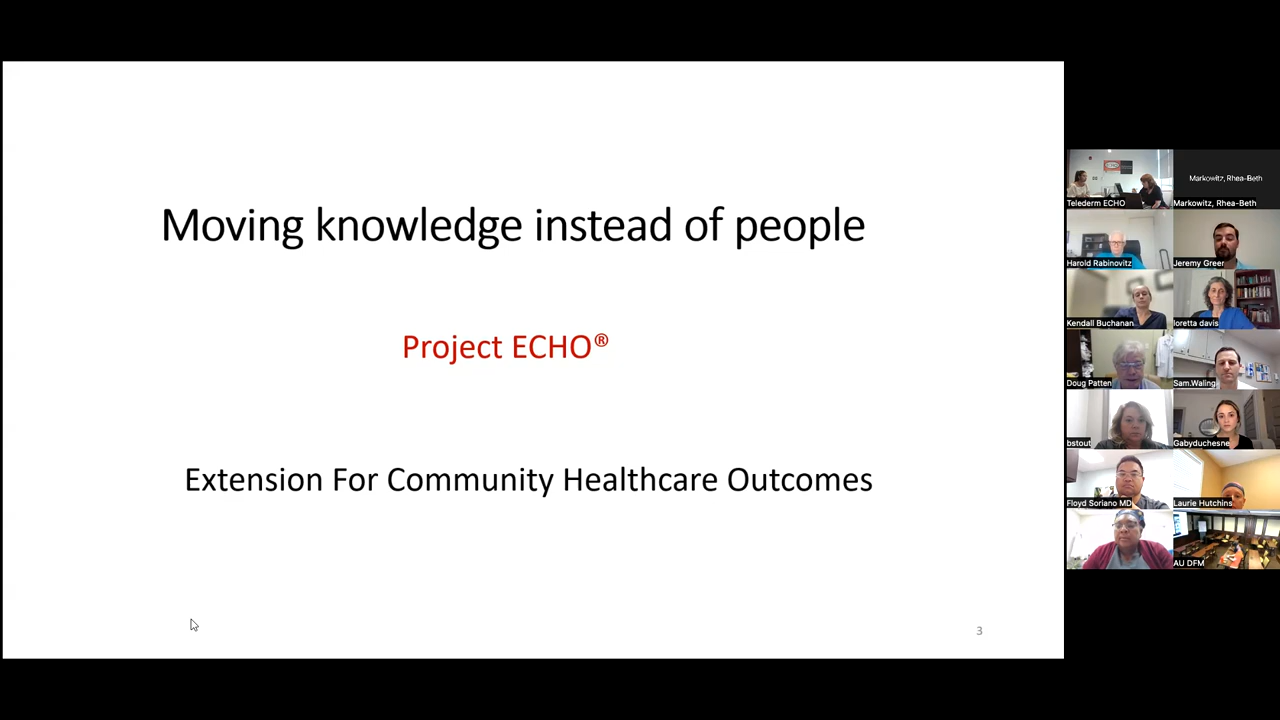 Moving knowledge instead of people
Project ECHO®
Extension For Community Healthcare Outcomes
3
Telederm ECHO
Markowitz, Rhea-Beth
Markowitz, Rhea-Beth
Harold Rabinovitz
Jeremy Greer
Kendall Buchanan
loretta davis
Doug Patten
Sam.Waling
bstout
Gabyduchesne
Floyd Soriano MD
Laurie Hutchins
AU DFM